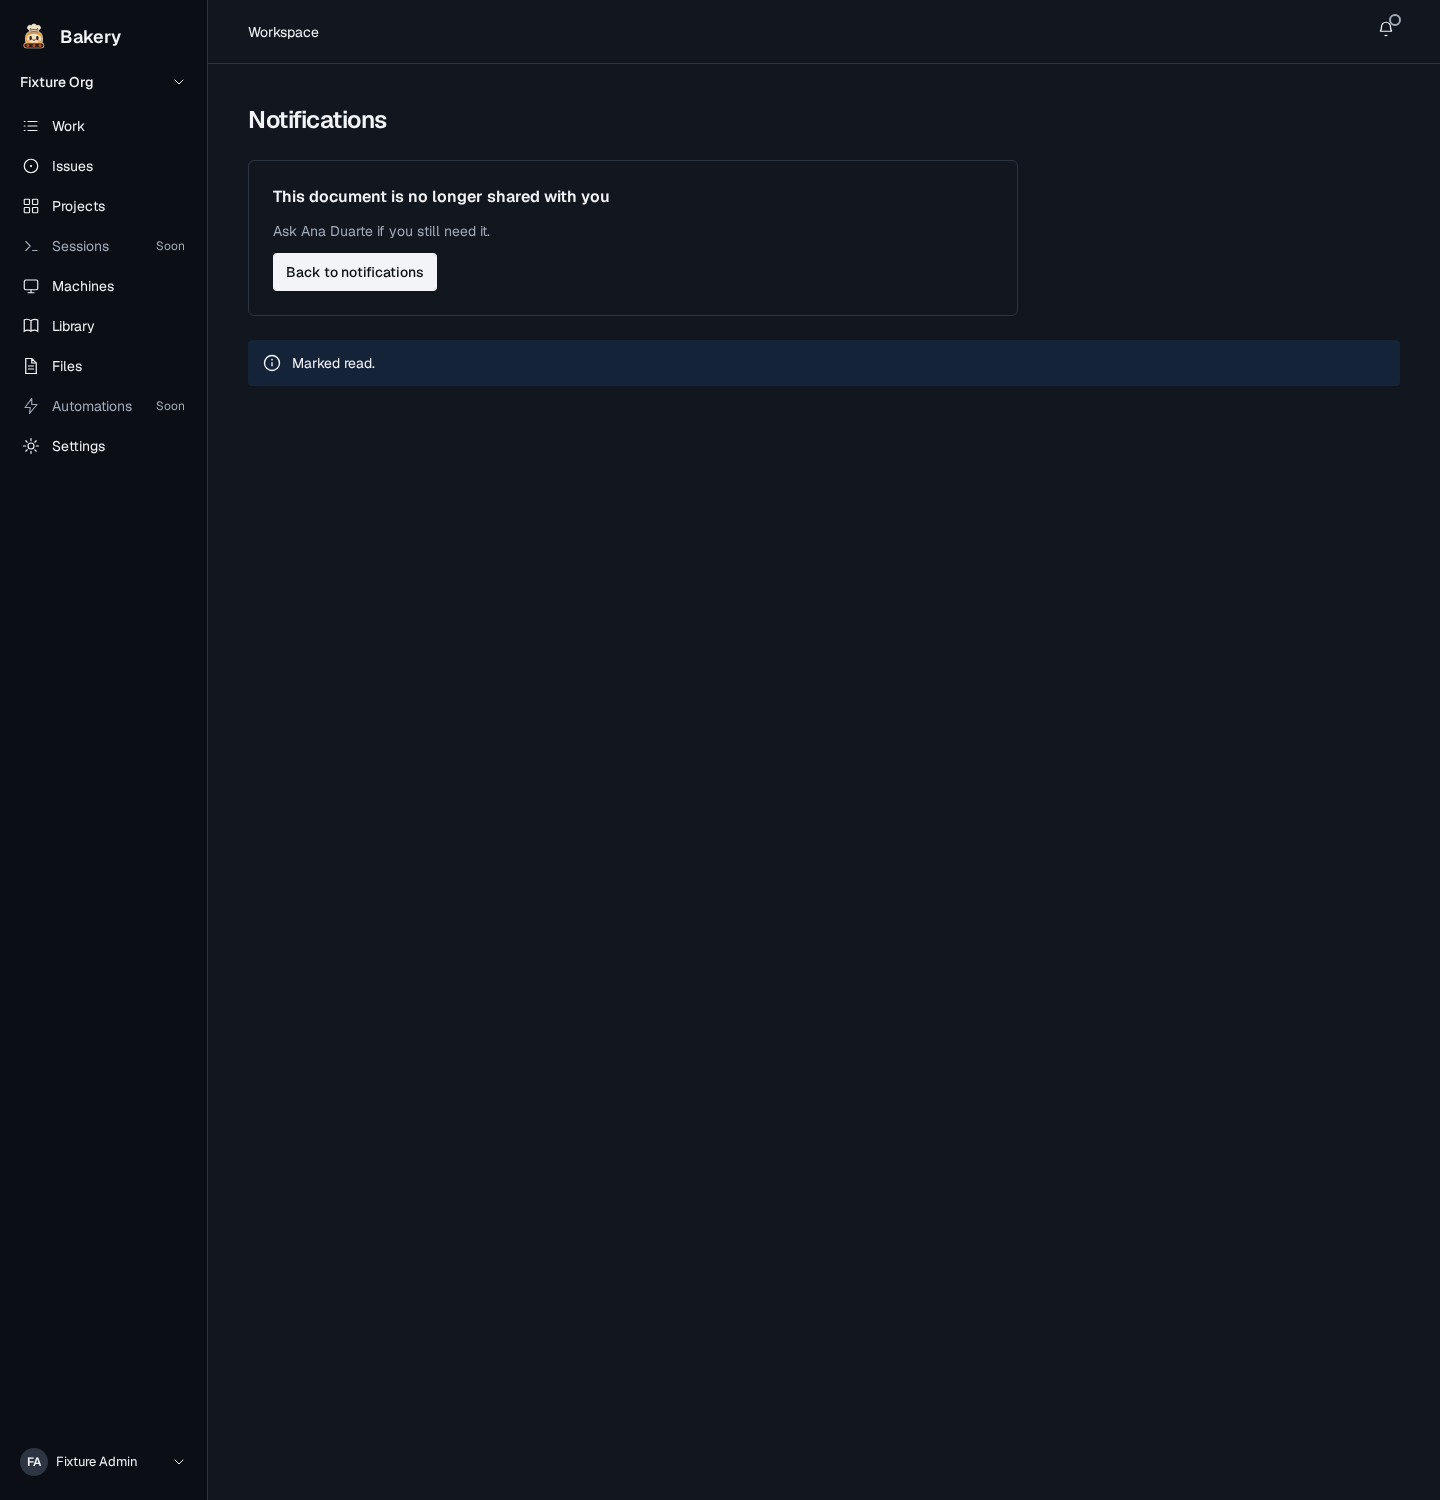 Bakery
Fixture Org
Work
Issues
Projects
Sessions Soon
Machines
Library
Files
Automations Soon
Settings
FA Fixture Admin
Workspace
Notifications
This document is no longer shared with you
Ask Ana Duarte if you still need it.
Back to notifications
Marked read.